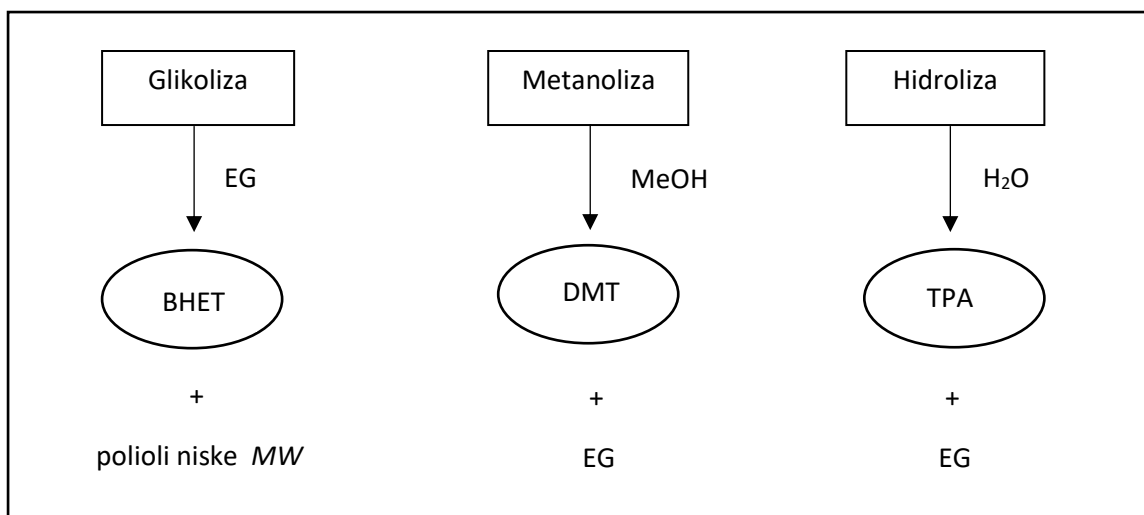 Glikoliza
EG
BHET
+
polioli niske MW
Metanoliza
MeOH
DMT
+
EG
Hidroliza
H₂O
TPA
+
EG